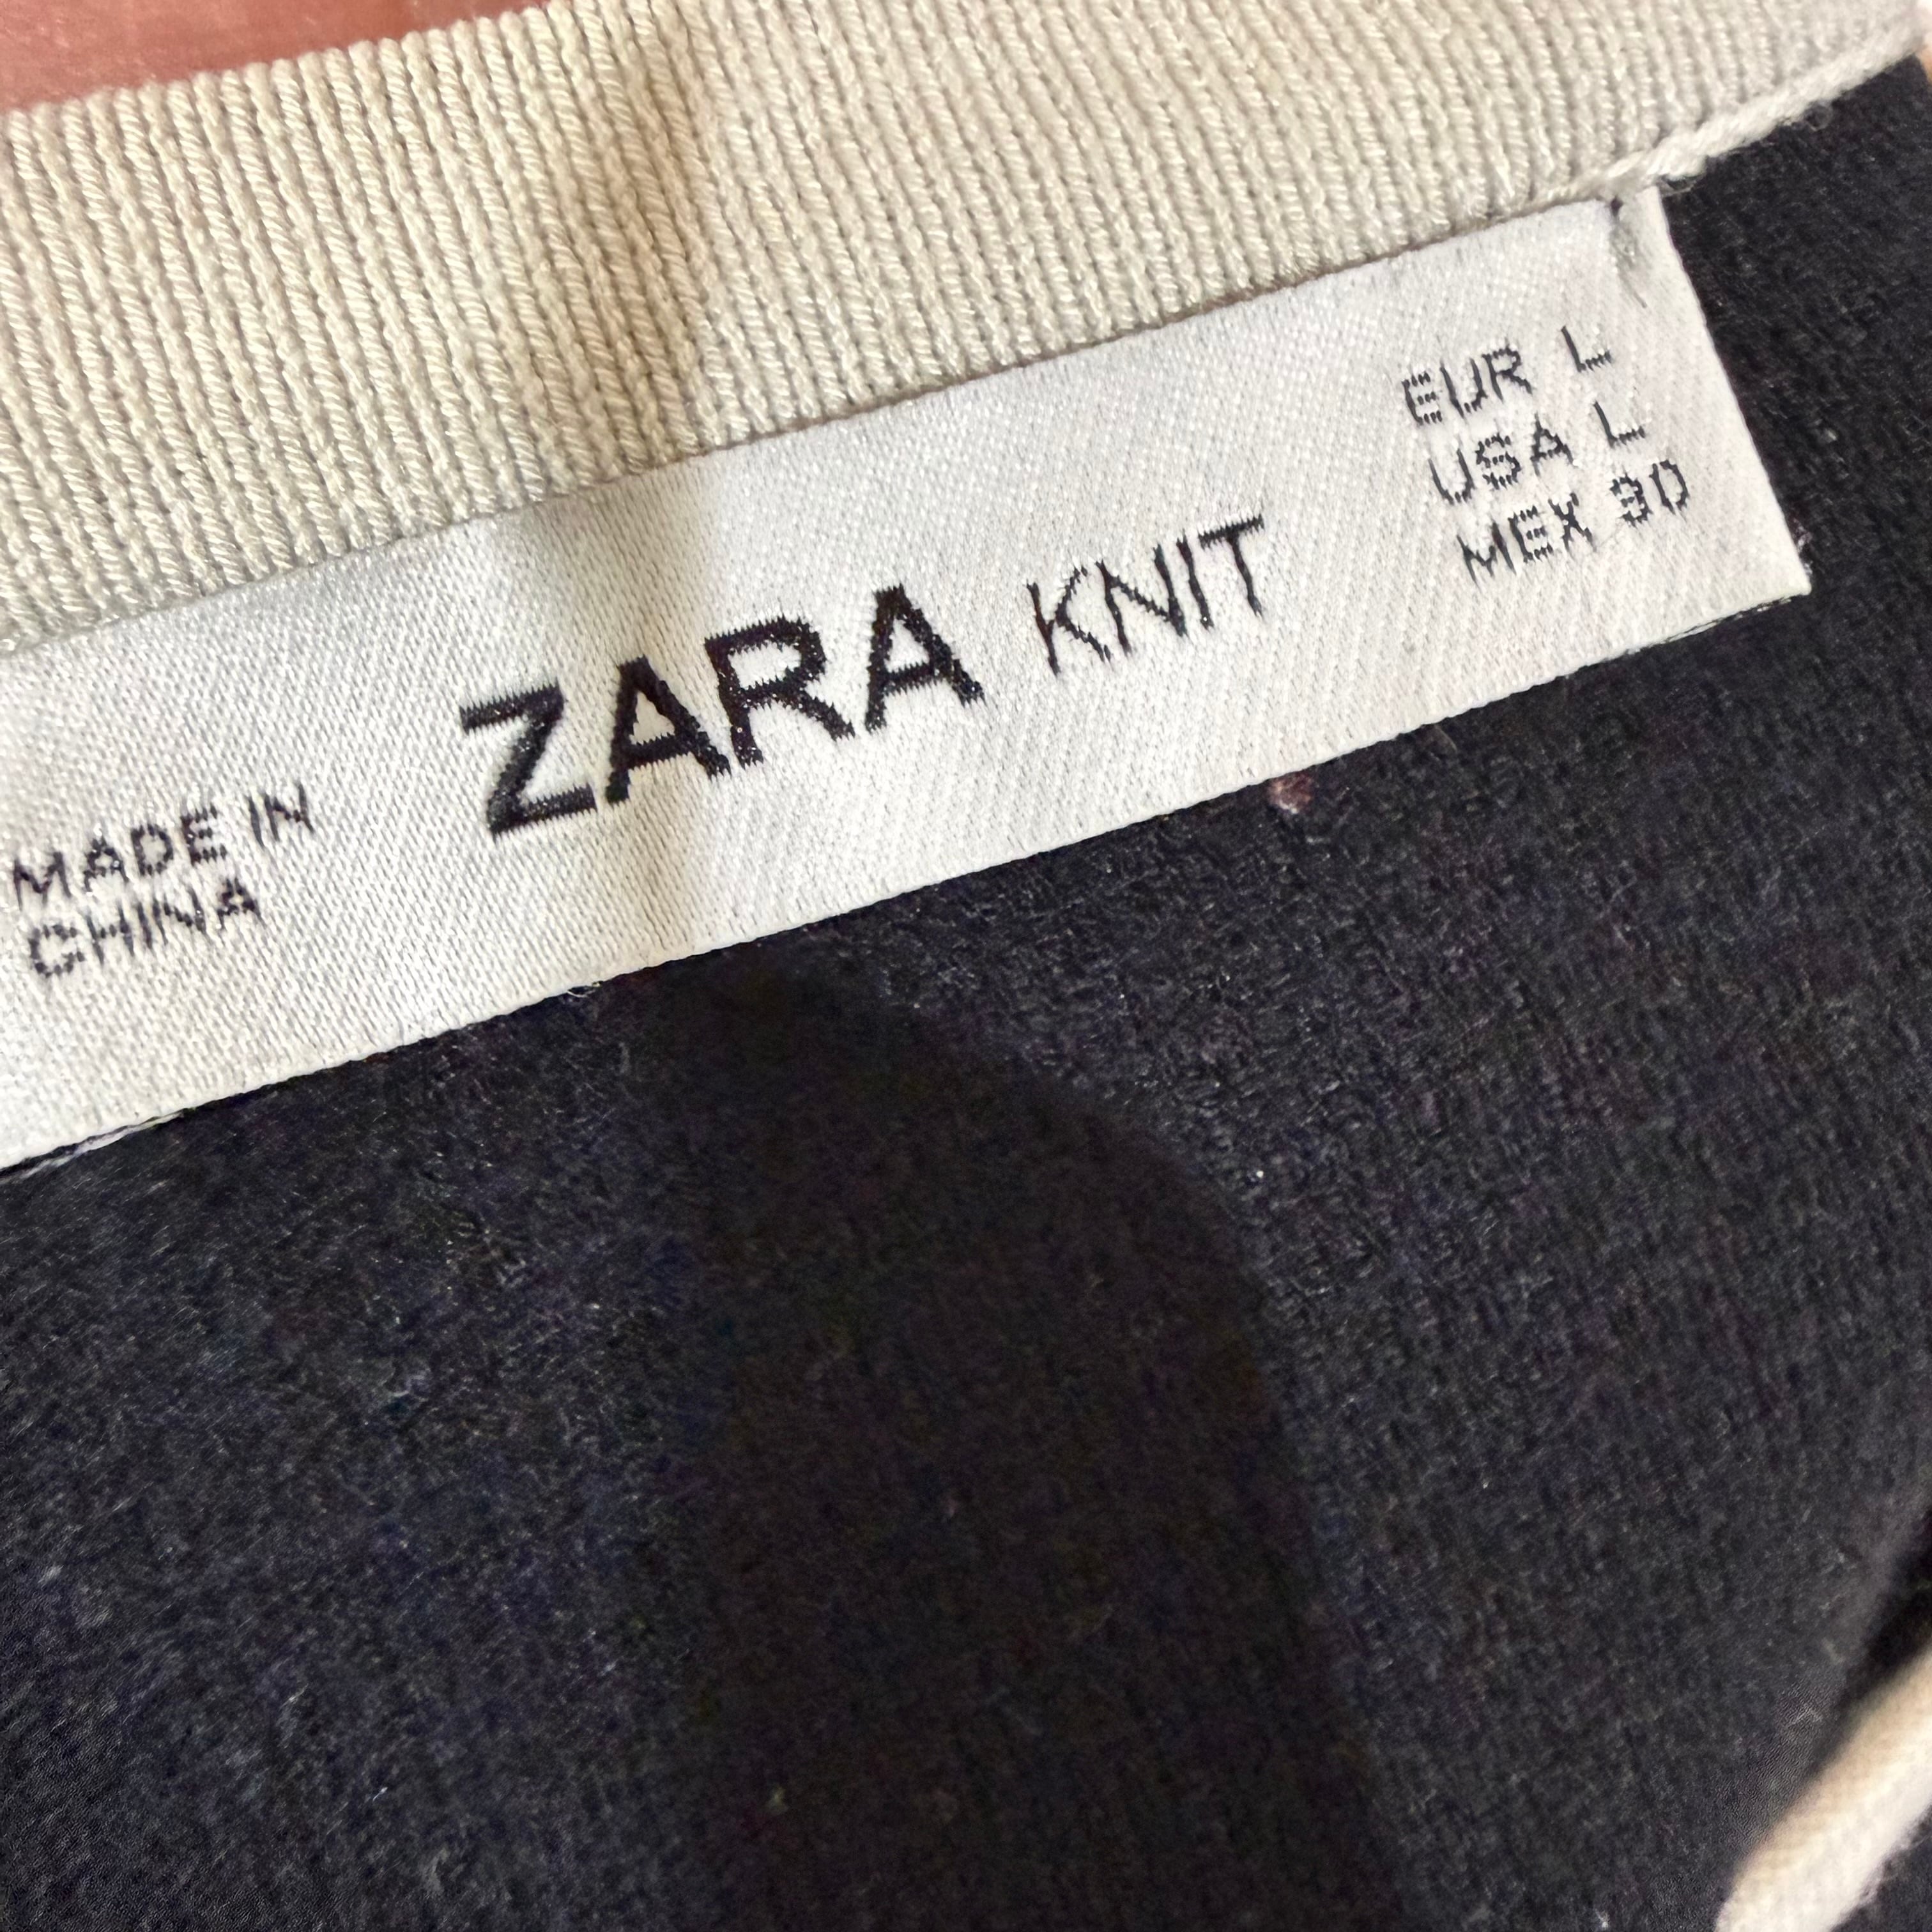 MADE IN
CHINA
ZARA KNIT
EUR L
USA L
MEX 30